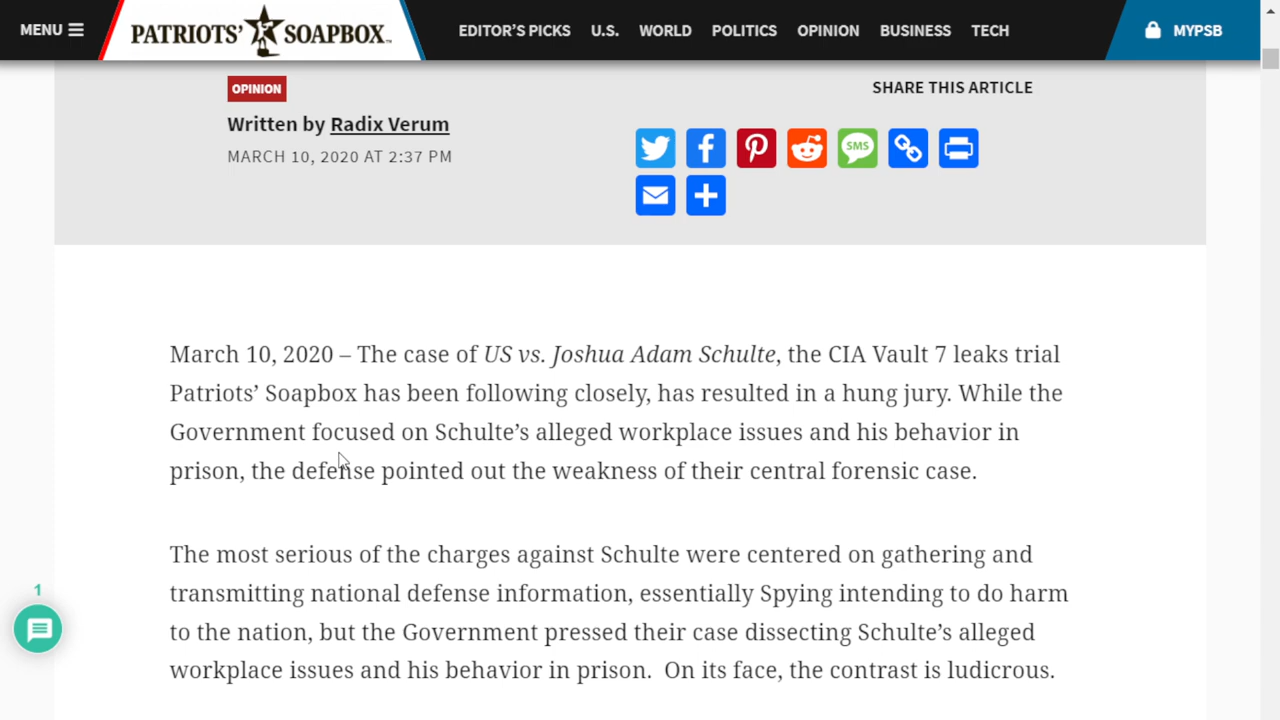 MENU
PATRIOTS' SOAPBOX
EDITOR'S PICKS U.S. WORLD POLITICS OPINION BUSINESS TECH
MYPSB
OPINION
SHARE THIS ARTICLE
Written by Radix Verum
MARCH 10, 2020 AT 2:37 PM
SMS
March 10, 2020 – The case of US vs. Joshua Adam Schulte, the CIA Vault 7 leaks trial
Patriots’ Soapbox has been following closely, has resulted in a hung jury. While the
Government focused on Schulte’s alleged workplace issues and his behavior in
prison, the defense pointed out the weakness of their central forensic case.
The most serious of the charges against Schulte were centered on gathering and
transmitting national defense information, essentially Spying intending to do harm
to the nation, but the Government pressed their case dissecting Schulte’s alleged
workplace issues and his behavior in prison. On its face, the contrast is ludicrous.
1